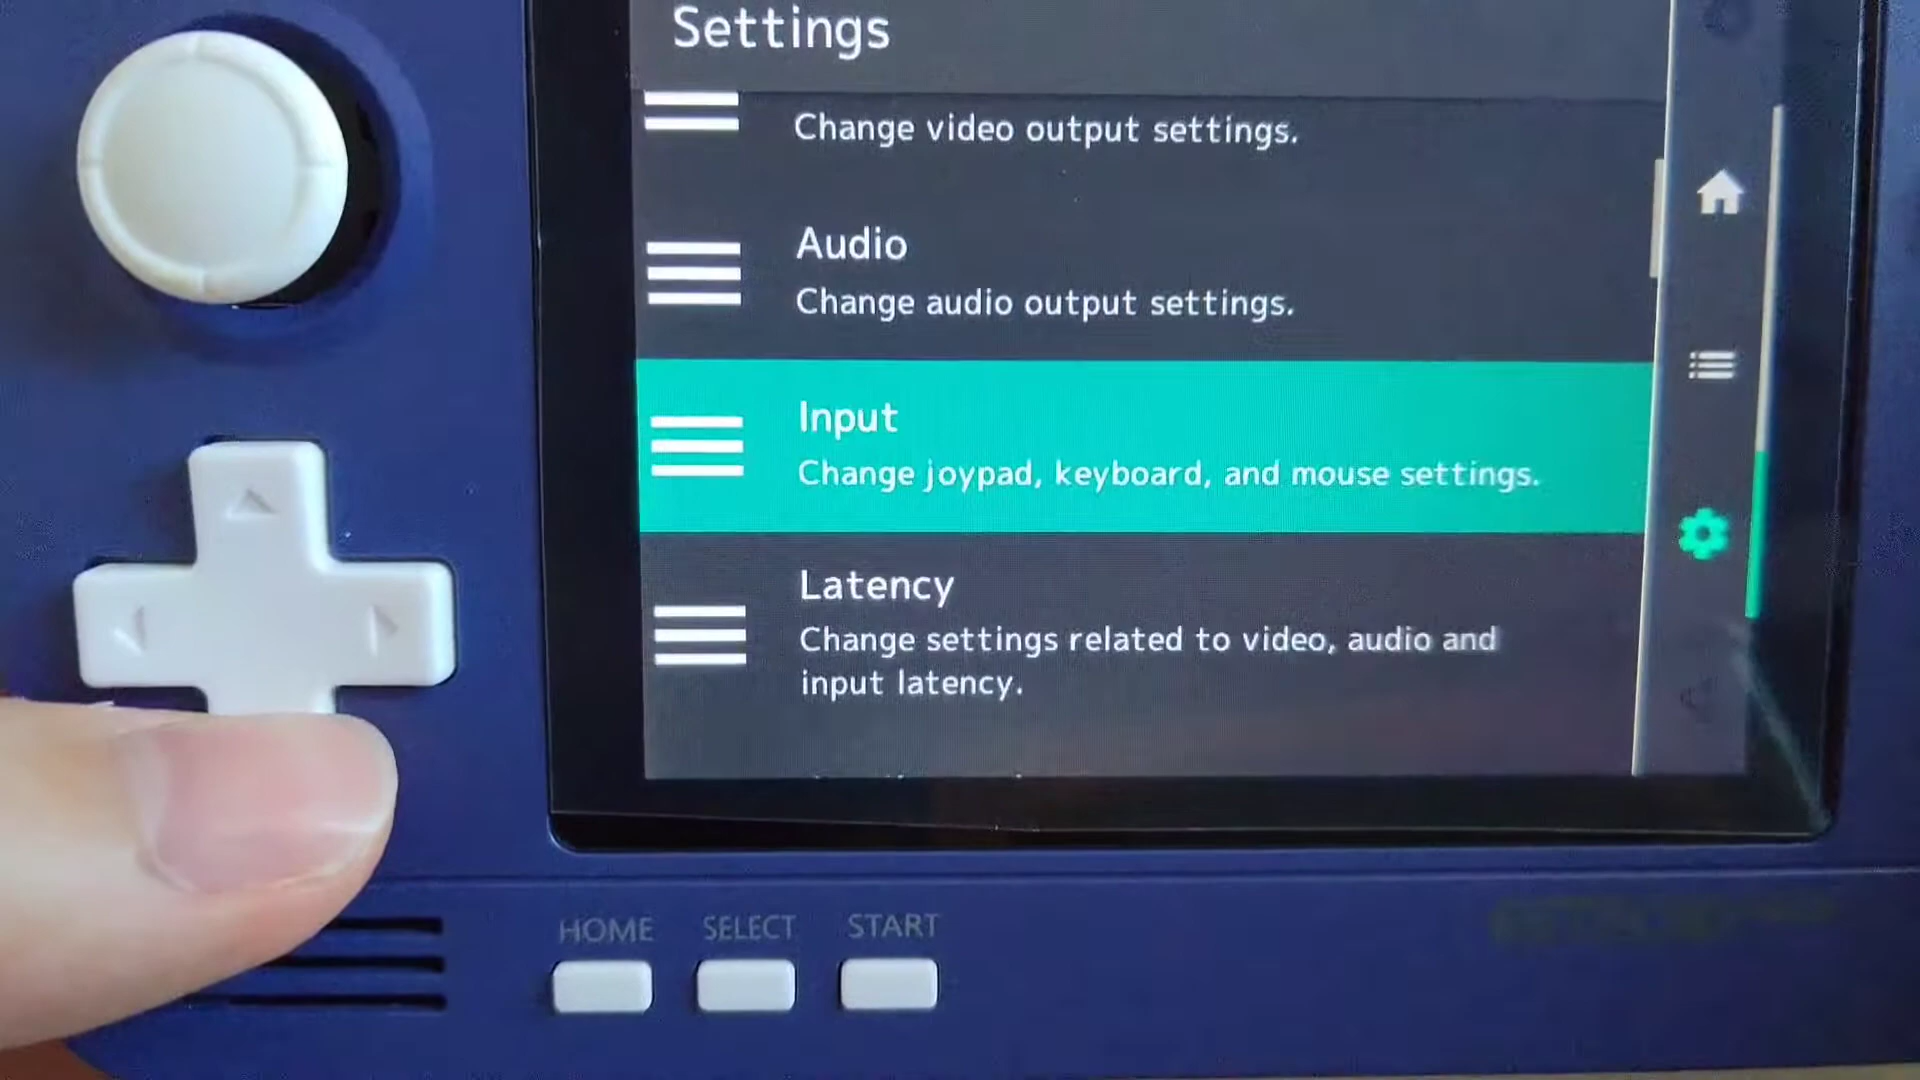 Settings
Change video output settings.
Audio
Change audio output settings.
Input
Change joypad, keyboard, and mouse settings.
Latency
Change settings related to video, audio and
input latency.
HOME SELECT START